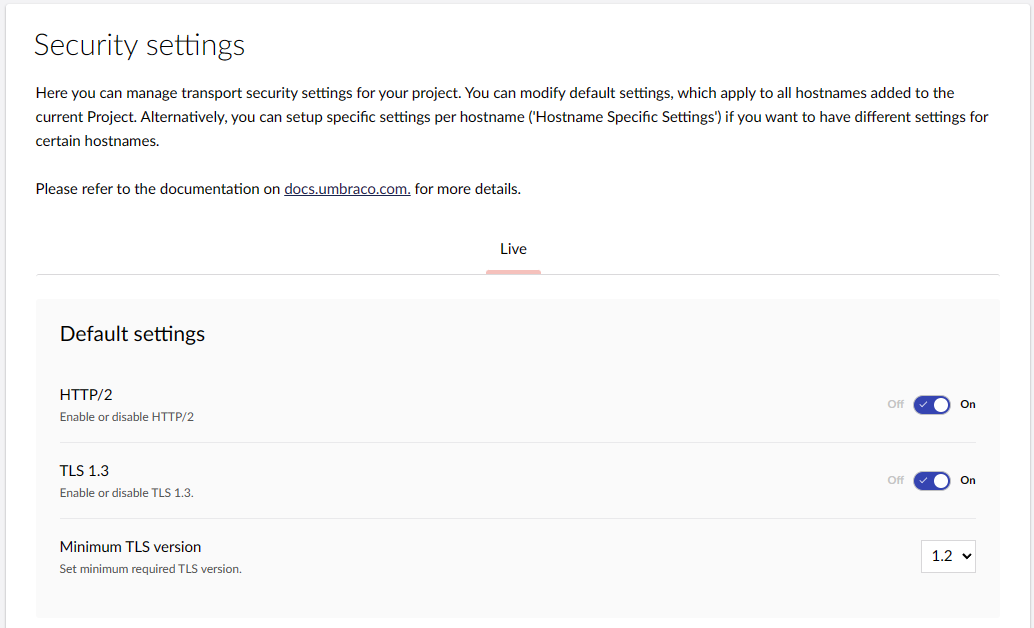 Security settings
Here you can manage transport security settings for your project. You can modify default settings, which apply to all hostnames added to the
current Project. Alternatively, you can setup specific settings per hostname ('Hostname Specific Settings') if you want to have different settings for
certain hostnames.
Please refer to the documentation on docs.umbraco.com. for more details.
Live
Default settings
HTTP/2
Enable or disable HTTP/2
Off On
TLS 1.3
Enable or disable TLS 1.3.
Off On
Minimum TLS version
Set minimum required TLS version.
1.2